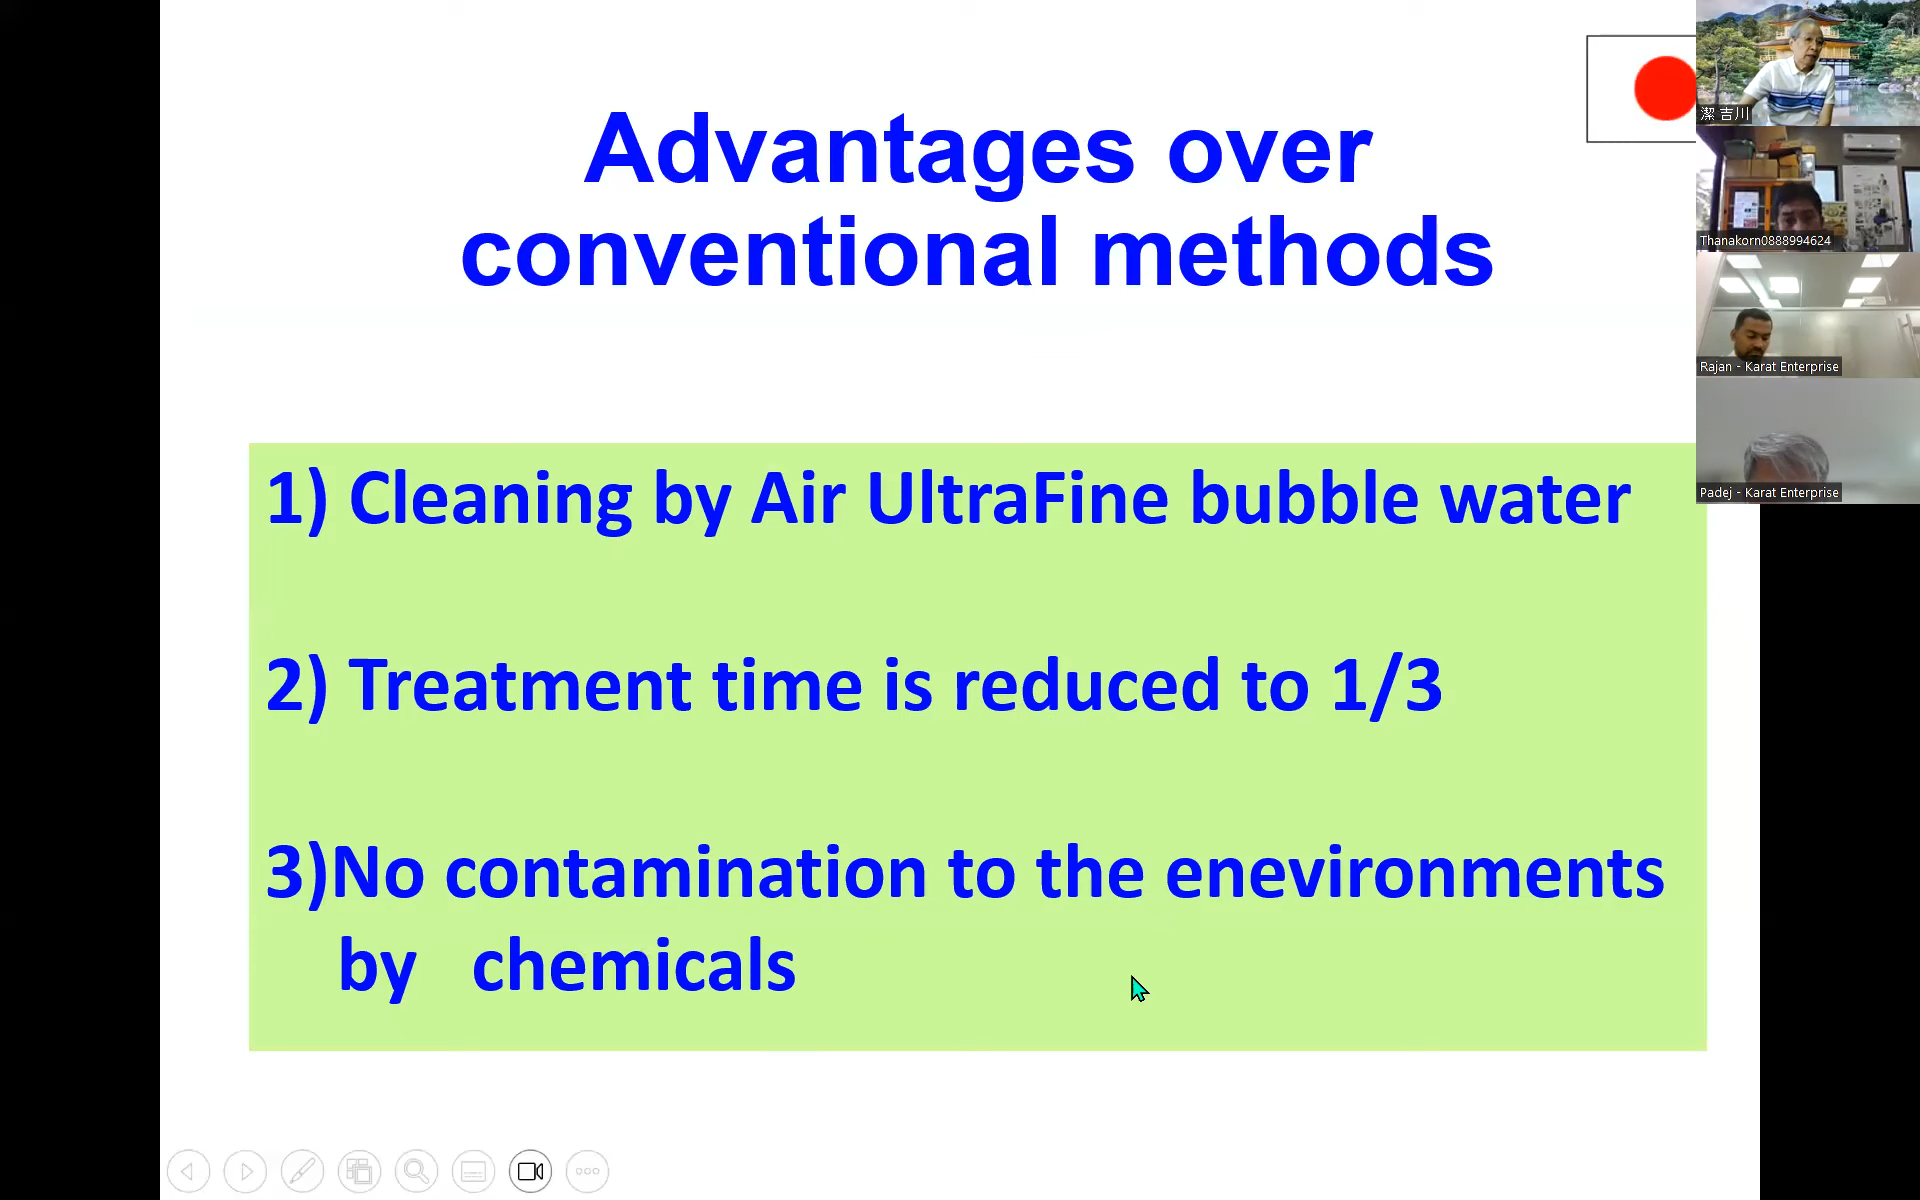 Advantages over
conventional methods
1) Cleaning by Air UltraFine bubble water
2) Treatment time is reduced to 1/3
3)No contamination to the enevironments
by chemicals
潔 吉川
Thanakorn0888994624
Rajan - Karat Enterprise
Padej - Karat Enterprise